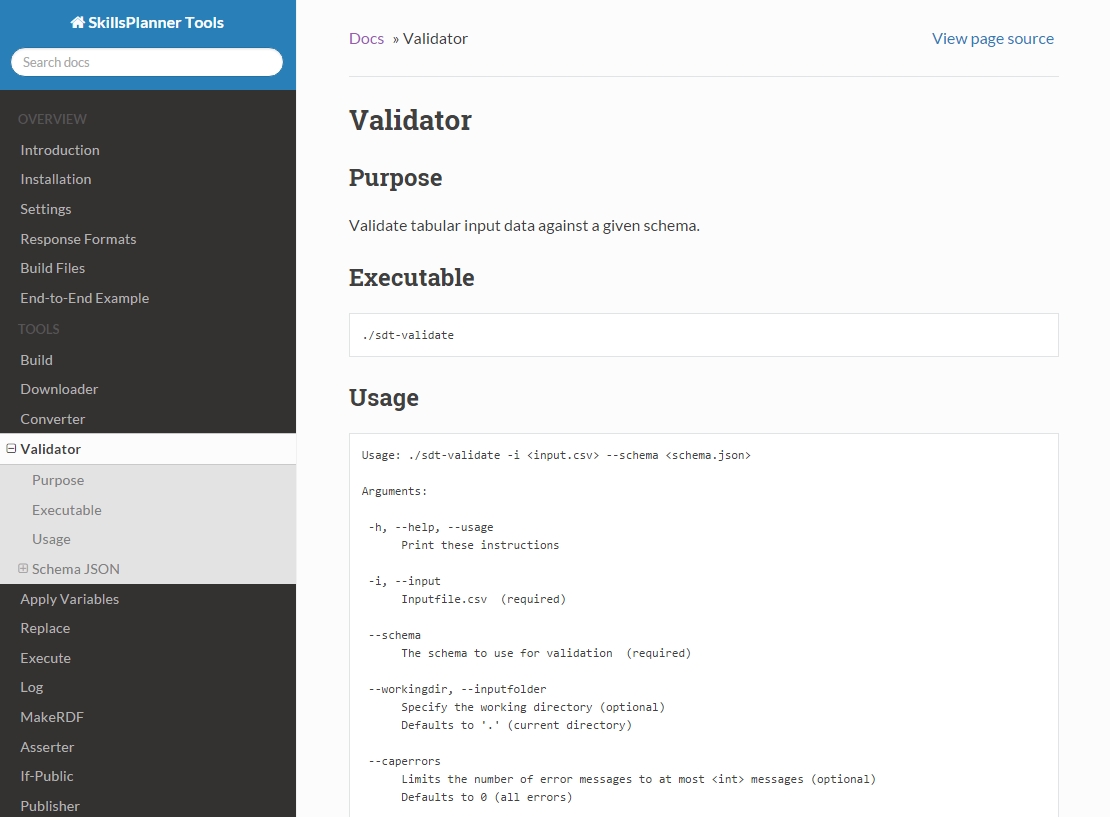 SkillsPlanner Tools
Search docs
OVERVIEW
Introduction
Installation
Settings
Response Formats
Build Files
End-to-End Example
TOOLS
Build
Downloader
Converter
Validator
Purpose
Executable
Usage
Schema JSON
Apply Variables
Replace
Execute
Log
MakeRDF
Asserter
If-Public
Publisher
Docs » Validator
View page source
Validator
Purpose
Validate tabular input data against a given schema.
Executable
./sdt-validate
Usage
Usage: ./sdt-validate -i <input.csv> --schema <schema.json>
Arguments:
-h, --help, --usage
Print these instructions
-i, --input
Inputfile.csv (required)
--schema
The schema to use for validation (required)
--workingdir, --inputfolder
Specify the working directory (optional)
Defaults to '.' (current directory)
--caperrors
Limits the number of error messages to at most <int> messages (optional)
Defaults to 0 (all errors)